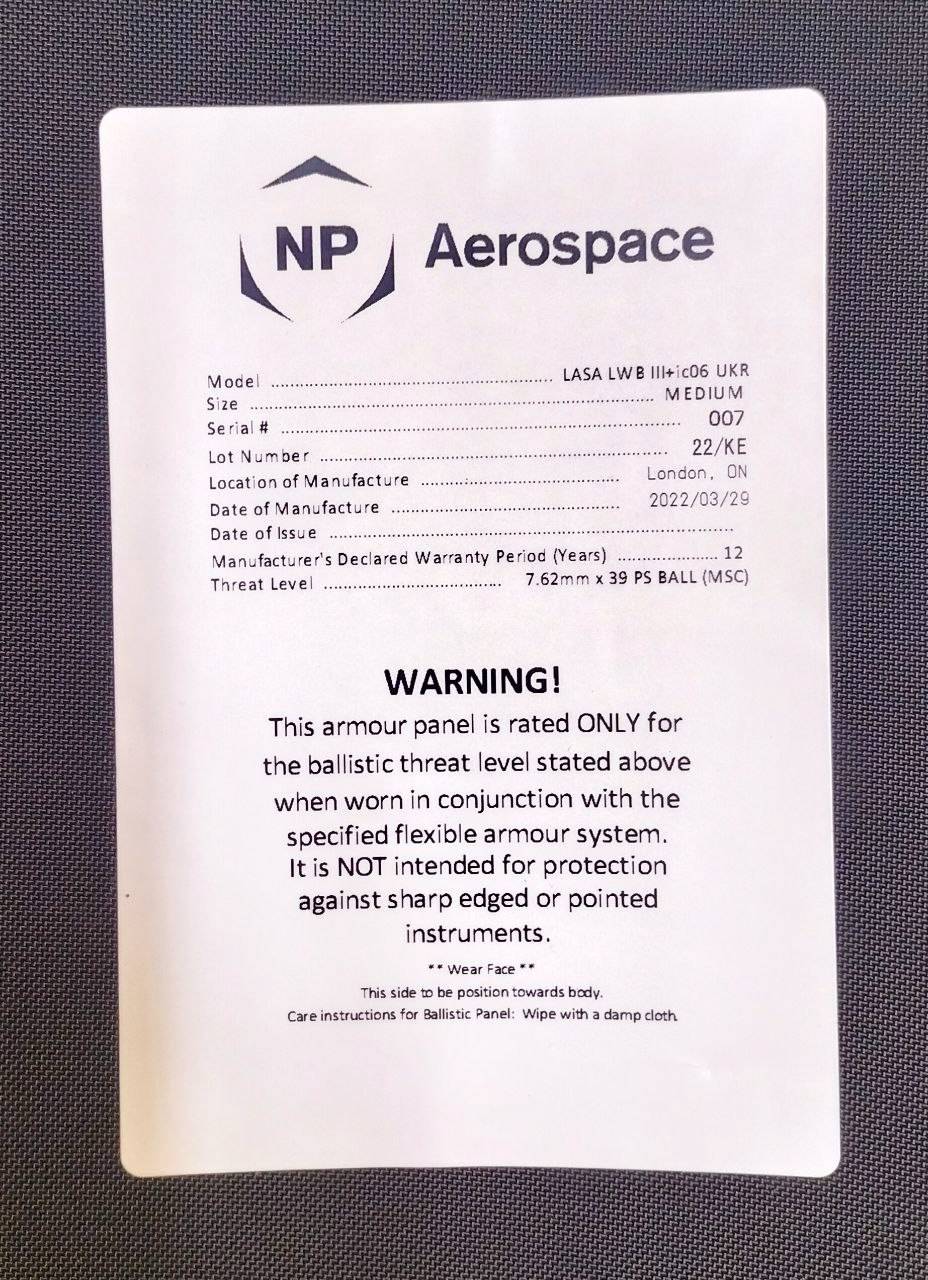 NP Aerospace
Model ........................................................ LASA LWB III+ic06 UKR
Size ................................................................................ MEDIUM
Serial # ................................................................................ 007
Lot Number ..................................................................... 22/KE
Location of Manufacture ........................................ London, ON
Date of Manufacture .............................................. 2022/03/29
Date of Issue .................................................................................
Manufacturer's Declared Warranty Period (Years) .................... 12
Threat Level ................................... 7.62mm x 39 PS BALL (MSC)
WARNING!
This armour panel is rated ONLY for
the ballistic threat level stated above
when worn in conjunction with the
specified flexible armour system.
It is NOT intended for protection
against sharp edged or pointed
instruments.
** Wear Face **
This side to be position towards body.
Care instructions for Ballistic Panel: Wipe with a damp cloth.